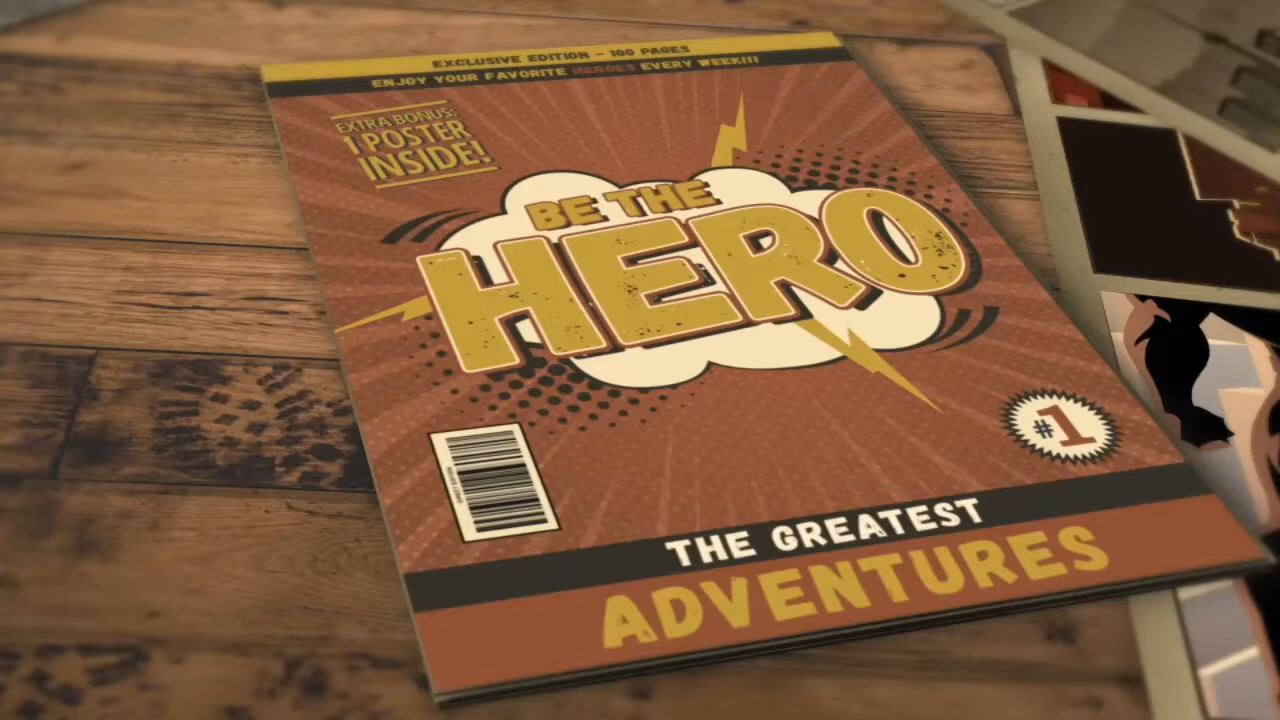 EXCLUSIVE EDITION - 100 PAGES
ENJOY YOUR FAVORITE HEROES EVERY WEEK!!!
EXTRA BONUS:
1 POSTER
INSIDE!
BE THE
HERO
#1
THE GREATEST
ADVENTURES